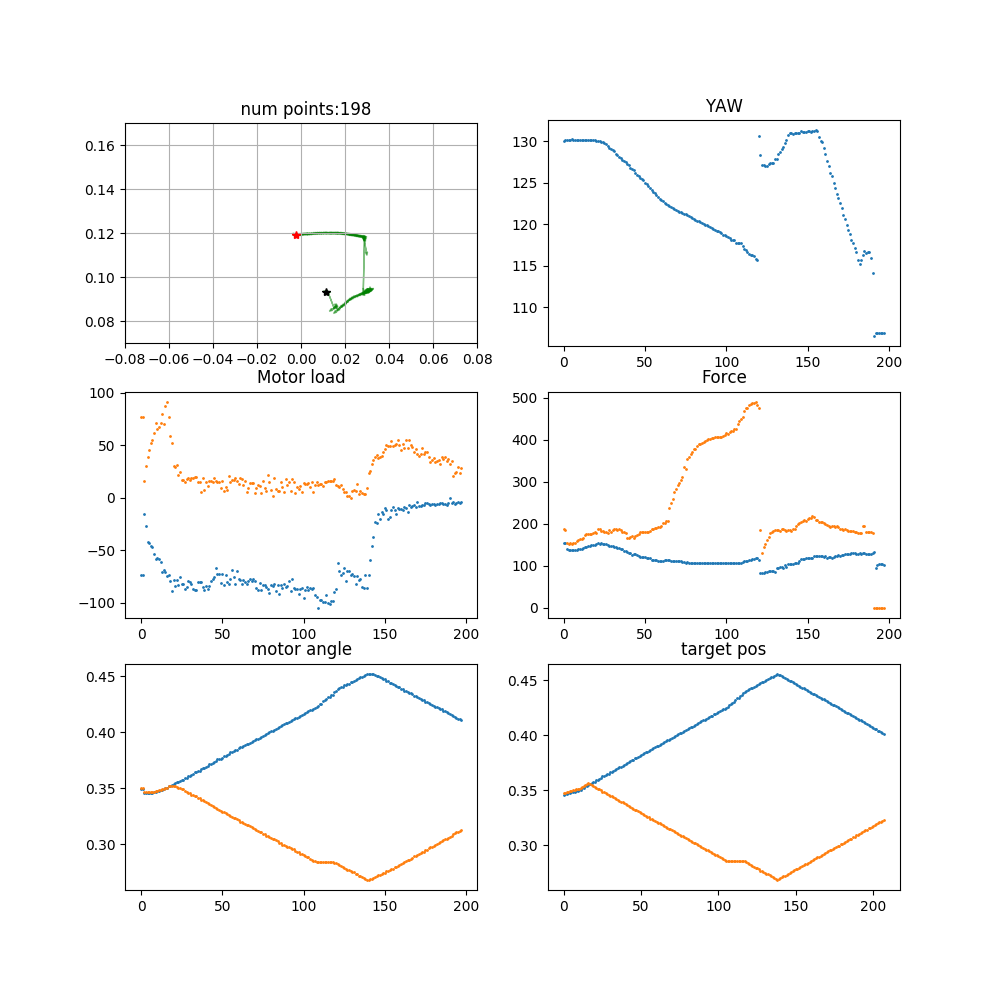 num points:198
0.16
0.14
0.12
0.10
0.08
−0.08 −0.06 −0.04 −0.02 0.00 0.02 0.04 0.06 0.08
YAW
130
125
120
115
110
0 50 100 150 200
Motor load
100
50
0
−50
−100
0 50 100 150 200
Force
500
400
300
200
100
0
0 50 100 150 200
motor angle
0.45
0.40
0.35
0.30
0 50 100 150 200
target pos
0.45
0.40
0.35
0.30
0 50 100 150 200